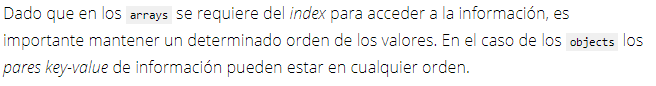 Dado que en los arrays se requiere del index para acceder a la información, es
importante mantener un determinado orden de los valores. En el caso de los objects los
pares key-value de información pueden estar en cualquier orden.